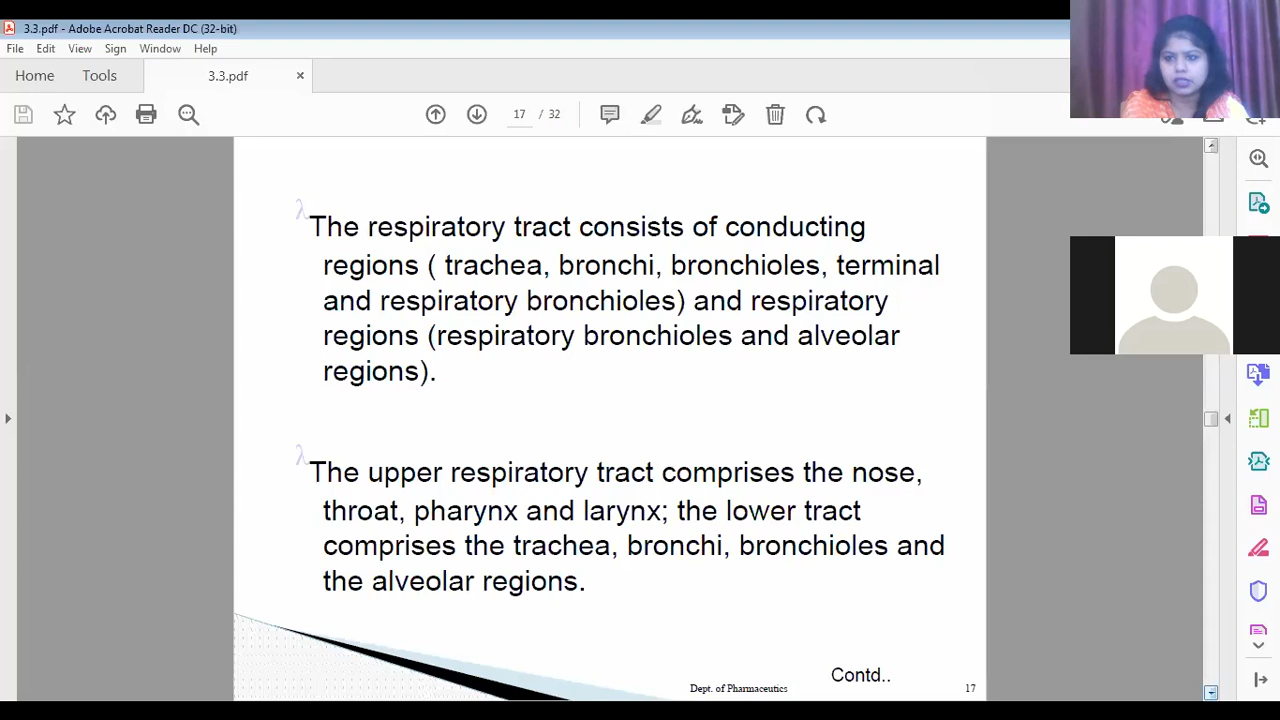 3.3.pdf - Adobe Acrobat Reader DC (32-bit)
File Edit View Sign Window Help
Home Tools 3.3.pdf ×
17 / 32
λ
The respiratory tract consists of conducting
regions ( trachea, bronchi, bronchioles, terminal
and respiratory bronchioles) and respiratory
regions (respiratory bronchioles and alveolar
regions).
λ
The upper respiratory tract comprises the nose,
throat, pharynx and larynx; the lower tract
comprises the trachea, bronchi, bronchioles and
the alveolar regions.
Contd..
Dept. of Pharmaceutics 17